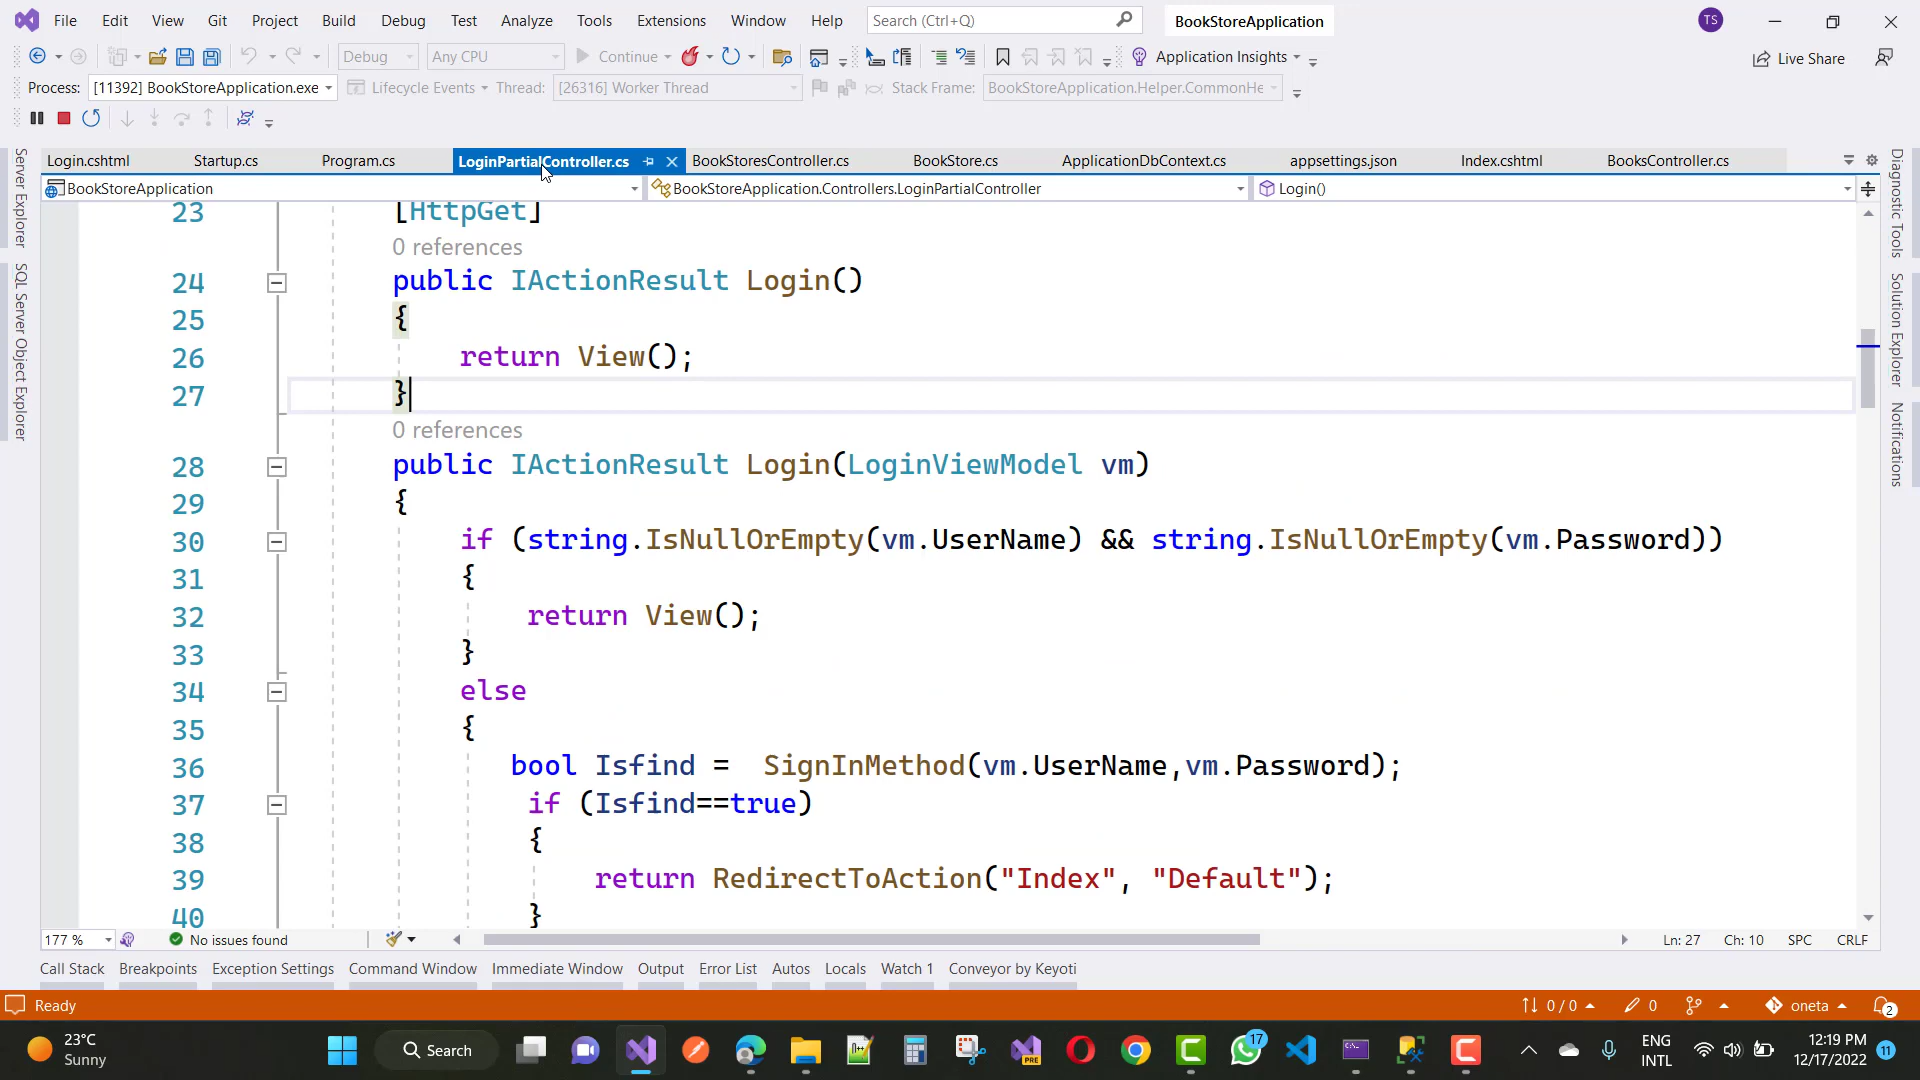 File Edit View Git Project Build Debug Test Analyze Tools Extensions Window Help Search (Ctrl+Q) BookStoreApplication TS
Debug Any CPU Continue Application Insights Live Share
Process: [11392] BookStoreApplication.exe Lifecycle Events Thread: [26316] Worker Thread Stack Frame: BookStoreApplication.Helper.CommonHe
Login.cshtml Startup.cs Program.cs LoginPartialController.cs BookStoresController.cs BookStore.cs ApplicationDbContext.cs appsettings.json Index.cshtml BooksController.cs
BookStoreApplication BookStoreApplication.Controllers.LoginPartialController Login()
Server Explorer
SQL Server Object Explorer
23 [HttpGet]
0 references
24 public IActionResult Login()
25 {
26 return View();
27 }
0 references
28 public IActionResult Login(LoginViewModel vm)
29 {
30 if (string.IsNullOrEmpty(vm.UserName) && string.IsNullOrEmpty(vm.Password))
31 {
32 return View();
33 }
34 else
35 {
36 bool Isfind = SignInMethod(vm.UserName,vm.Password);
37 if (Isfind==true)
38 {
39 return RedirectToAction("Index", "Default");
40 }
Diagnostic Tools
Solution Explorer
Notifications
177 % No issues found Ln: 27 Ch: 10 SPC CRLF
Call Stack Breakpoints Exception Settings Command Window Immediate Window Output Error List Autos Locals Watch 1 Conveyor by Keyoti
Ready 0 / 0 0 oneta 2
23°C
Sunny
Search
PRE
17
ENG
INTL
12:19 PM
12/17/2022
11